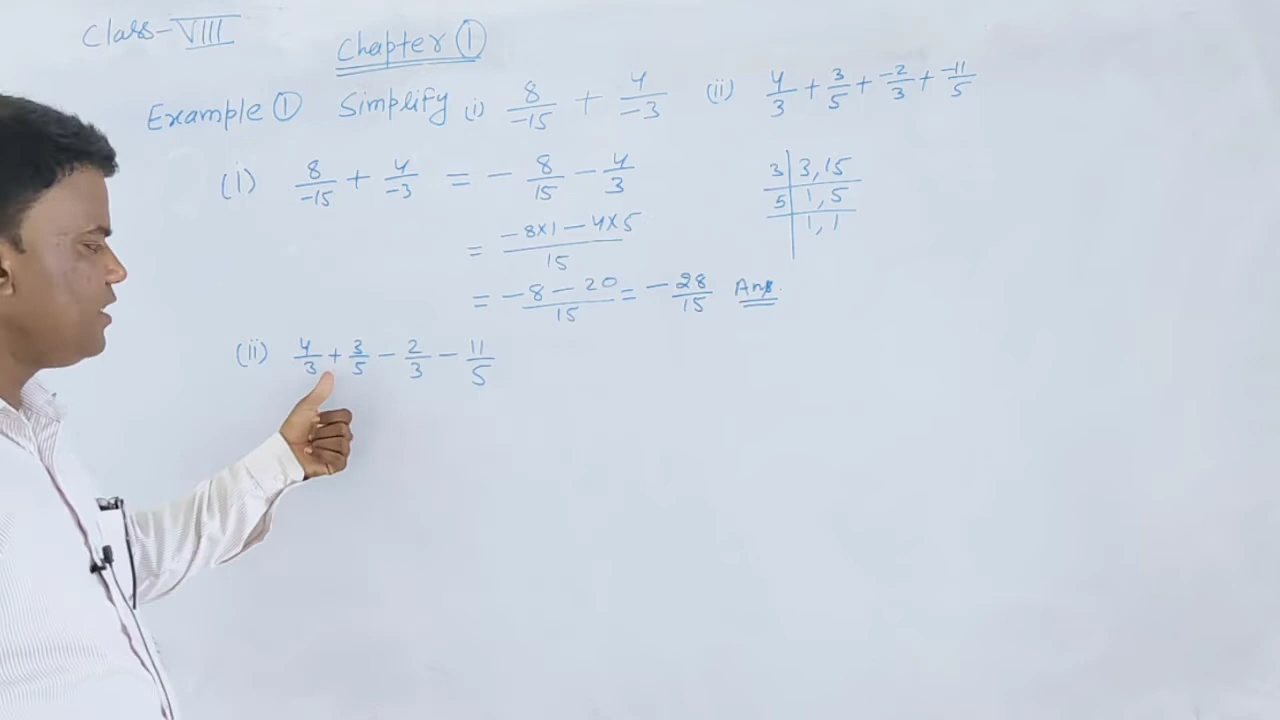 Class-VIII
Chapter ①
Example ① Simplify (i) 8/-15 + 4/-3 (ii) 4/3 + 3/5 + -2/3 + -11/5
(i) 8/-15 + 4/-3 = - 8/15 - 4/3
3 | 3, 15
5 | 1, 5
1, 1
= -8×1 - 4×5 / 15
= -8 - 20 / 15 = - 28/15 Ans.
(ii) 4/3 + 3/5 - 2/3 - 11/5